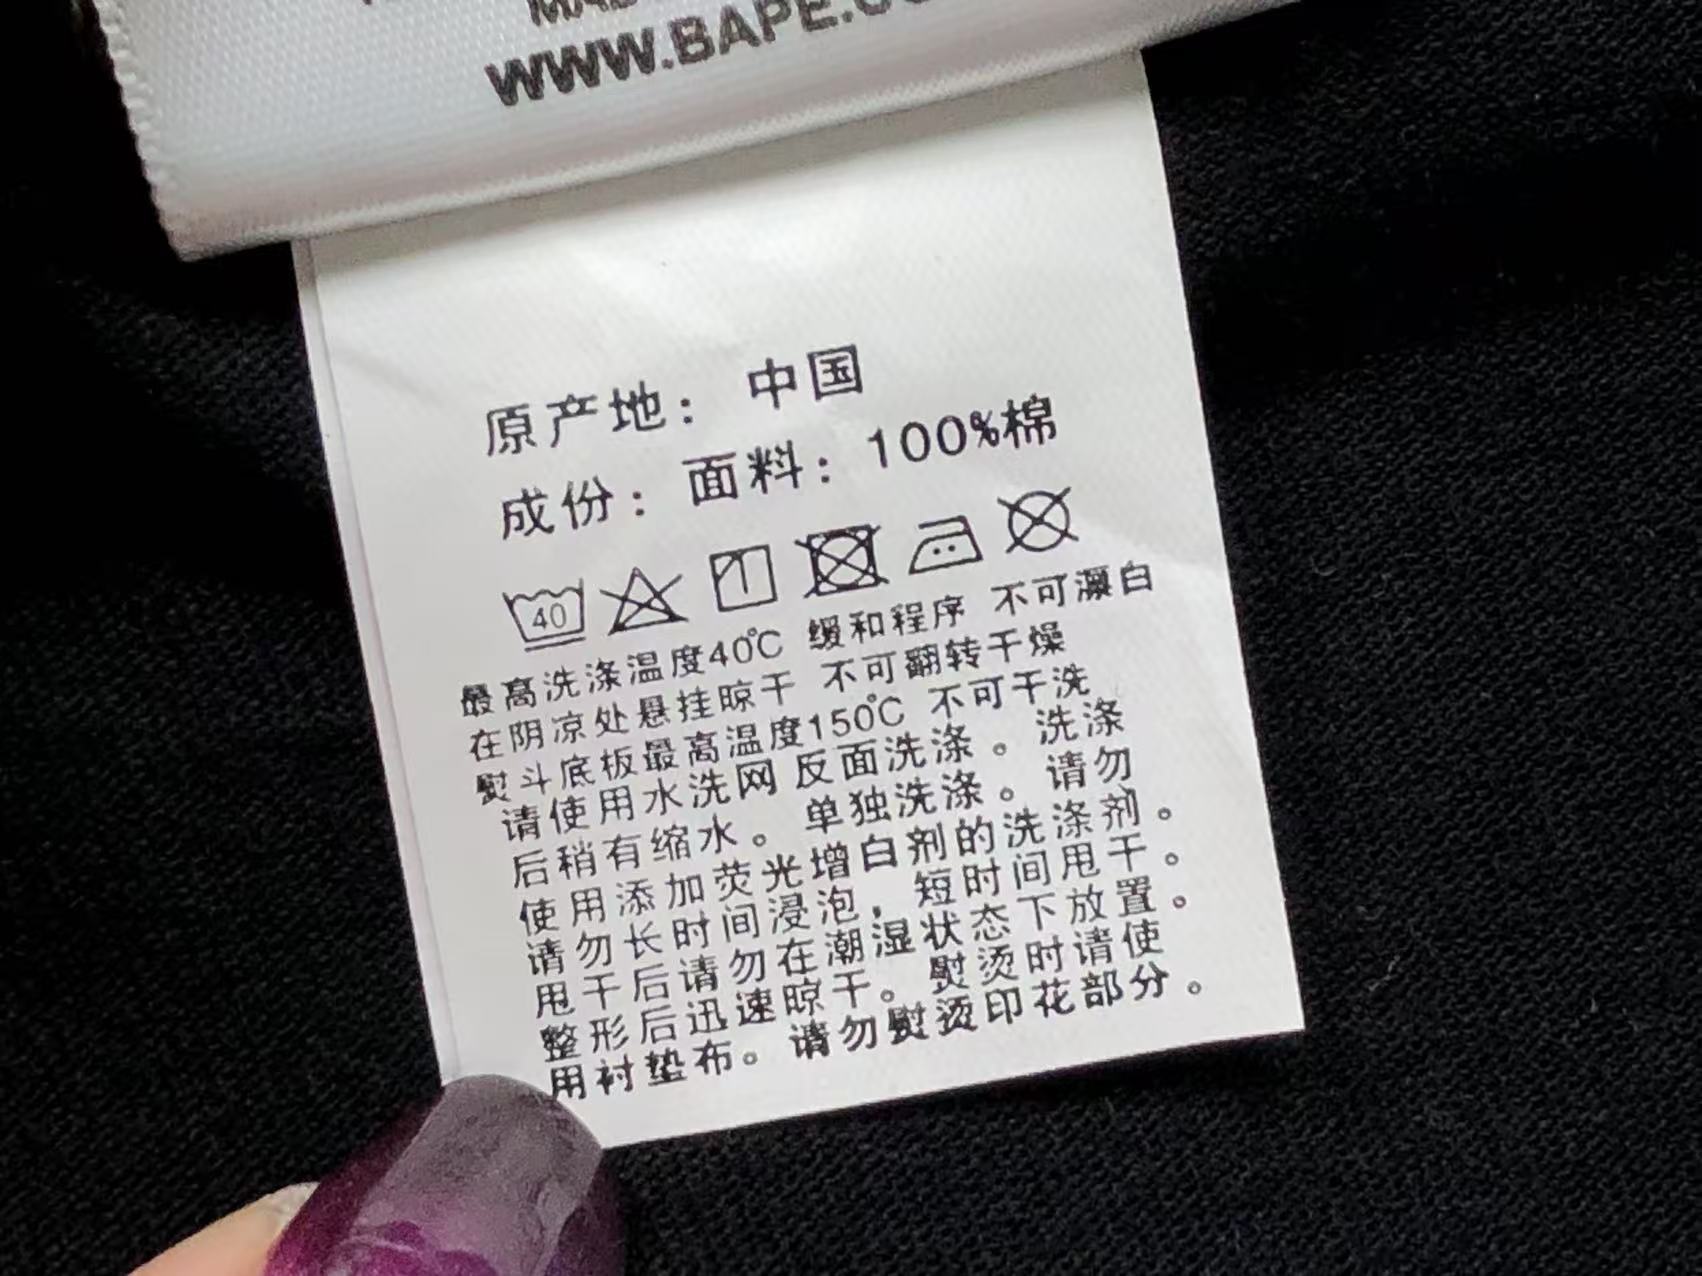 WWW.BAPE.CO
原产地：中国
成份：面料：100%棉
40
最高洗涤温度40℃ 缓和程序 不可漂白
在阴凉处悬挂晾干 不可翻转干燥
熨斗底板最高温度150℃ 不可干洗
请使用水洗网 反面洗涤。洗涤
后稍有缩水。单独洗涤。请勿
使用添加荧光增白剂的洗涤剂。
请勿长时间浸泡，短时间甩干。
甩干后请勿在潮湿状态下放置。
整形后迅速晾干。熨烫时请使
用衬垫布。请勿熨烫印花部分。